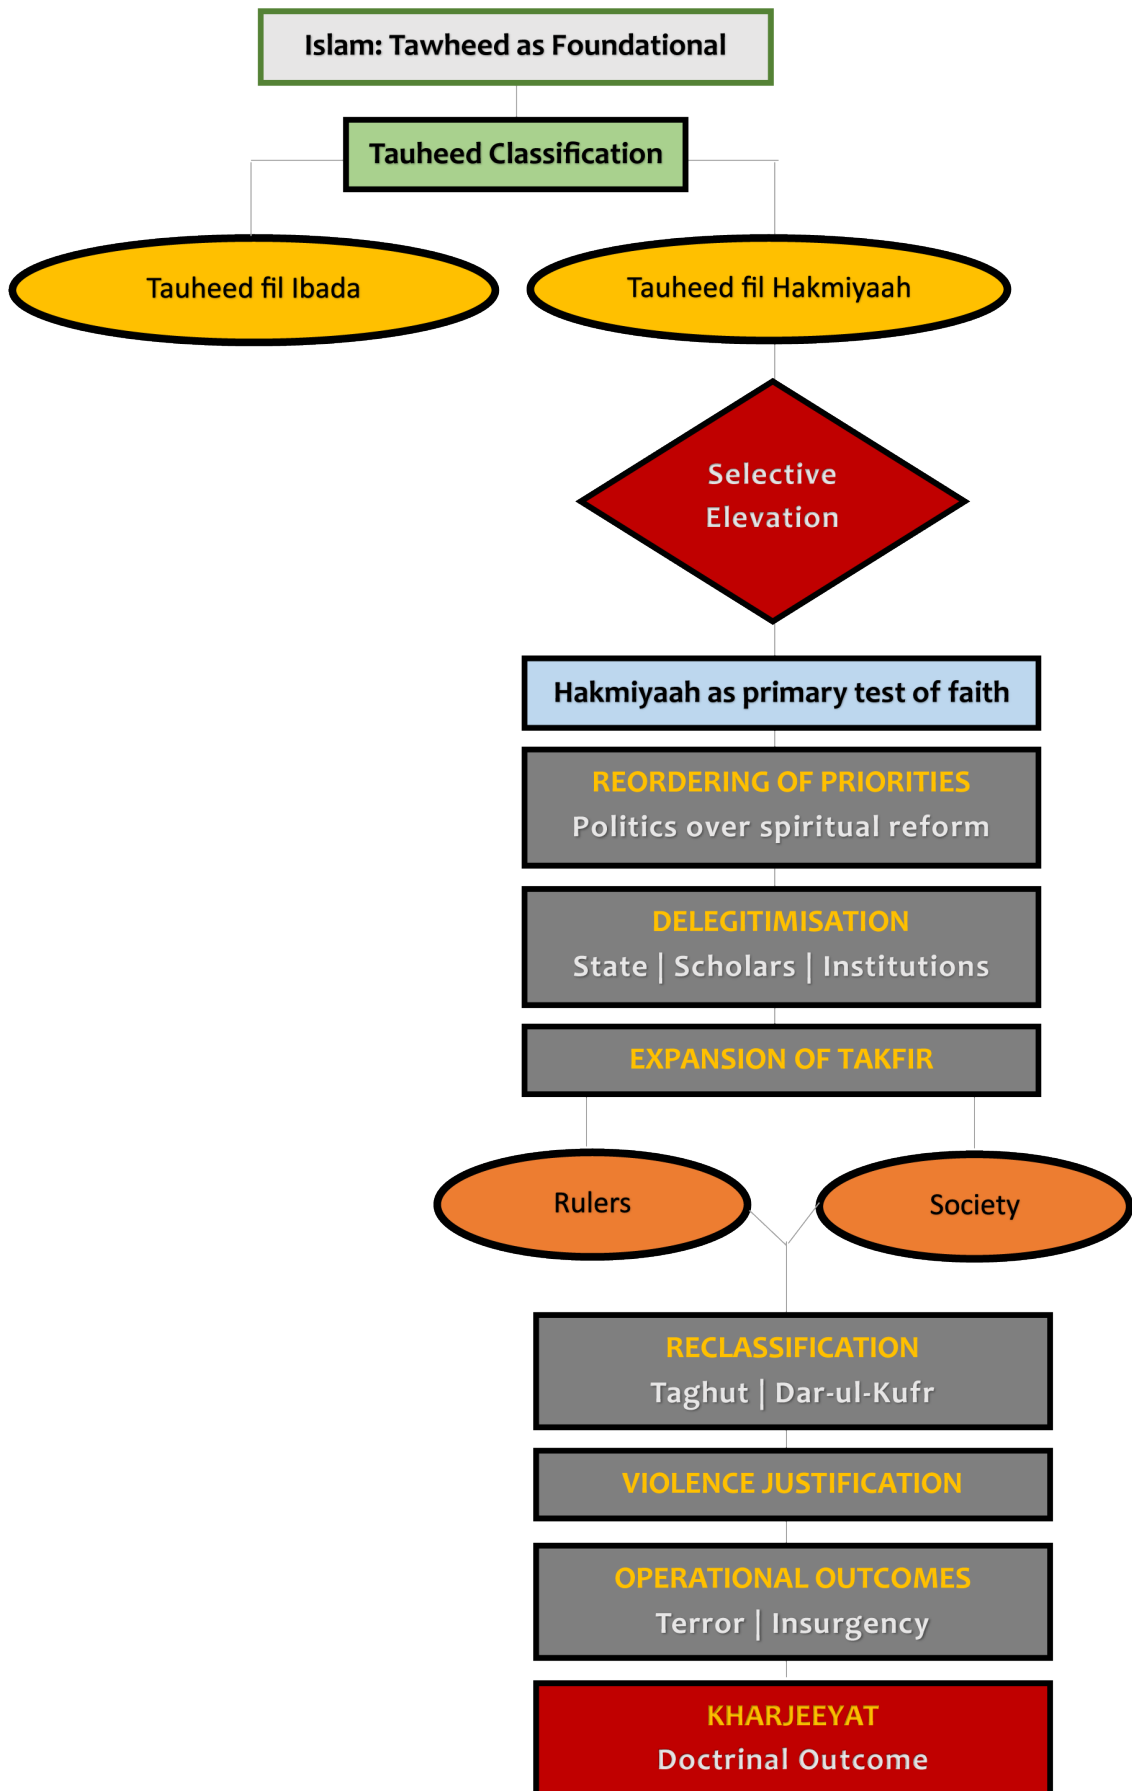 Islam: Tawheed as Foundational
Tauheed Classification
Tauheed fil Ibada
Tauheed fil Hakmiyaah
Selective
Elevation
Hakmiyaah as primary test of faith
REORDERING OF PRIORITIES
Politics over spiritual reform
DELEGITIMISATION
State | Scholars | Institutions
EXPANSION OF TAKFIR
Rulers
Society
RECLASSIFICATION
Taghut | Dar-ul-Kufr
VIOLENCE JUSTIFICATION
OPERATIONAL OUTCOMES
Terror | Insurgency
KHARJEEYAT
Doctrinal Outcome